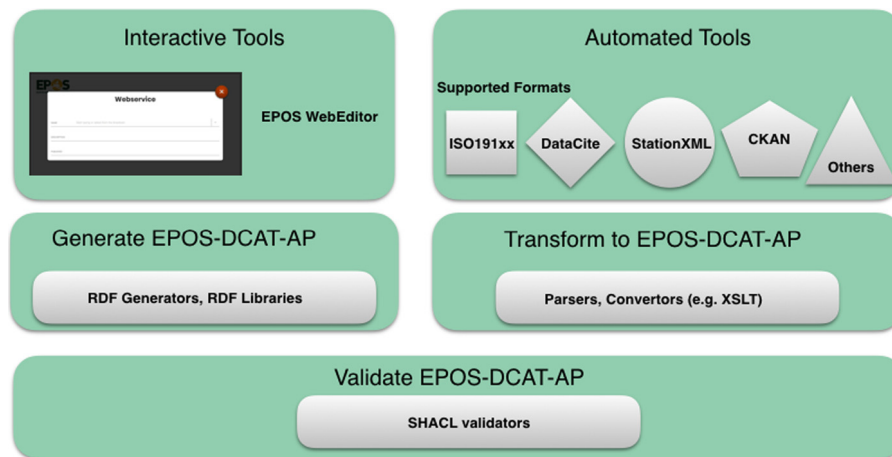 Interactive Tools
EPOS
Webservice
EPOS WebEditor
Automated Tools
Supported Formats
ISO191xx
DataCite
StationXML
CKAN
Others
Generate EPOS-DCAT-AP
RDF Generators, RDF Libraries
Transform to EPOS-DCAT-AP
Parsers, Convertors (e.g. XSLT)
Validate EPOS-DCAT-AP
SHACL validators